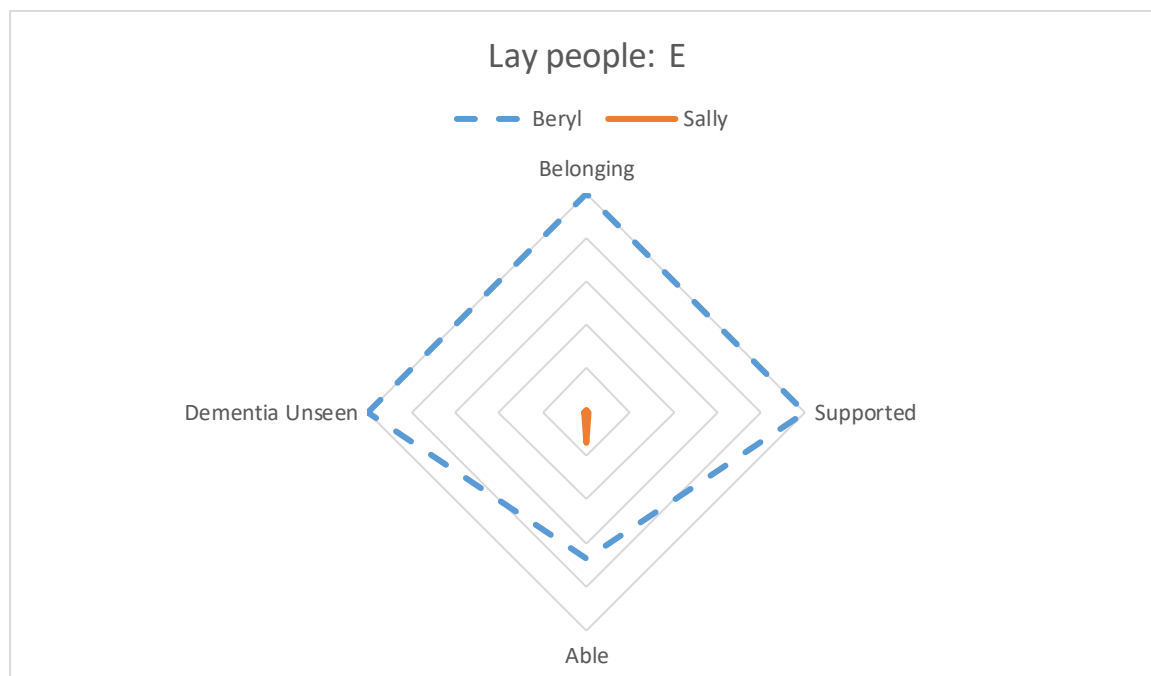 Lay people: E
Beryl Sally
Belonging
Dementia Unseen Supported
Able